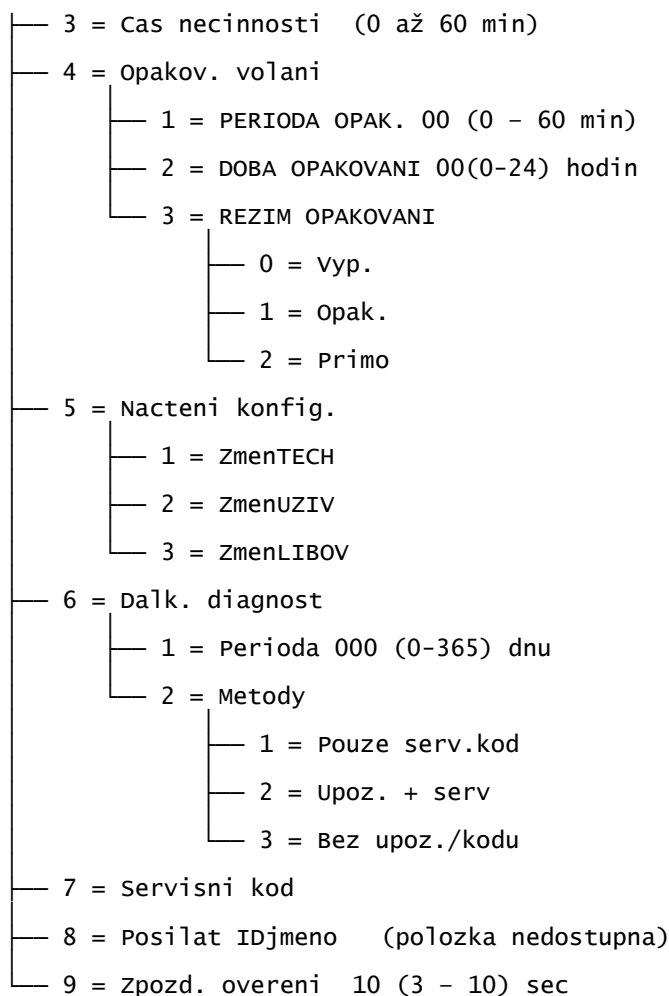 3 = Cas necinnosti (0 až 60 min)
4 = Opakov. volani
1 = PERIODA OPAK. 00 (0 – 60 min)
2 = DOBA OPAKOVANI 00(0-24) hodin
3 = REZIM OPAKOVANI
0 = Vyp.
1 = Opak.
2 = Primo
5 = Nacteni konfig.
1 = ZmenTECH
2 = ZmenUZIV
3 = ZmenLIBOV
6 = Dalk. diagnost
1 = Perioda 000 (0-365) dnu
2 = Metody
1 = Pouze serv.kod
2 = Upoz. + serv
3 = Bez upoz./kodu
7 = Servisni kod
8 = Posilat IDjmeno (polozka nedostupna)
9 = Zpozd. overeni 10 (3 – 10) sec